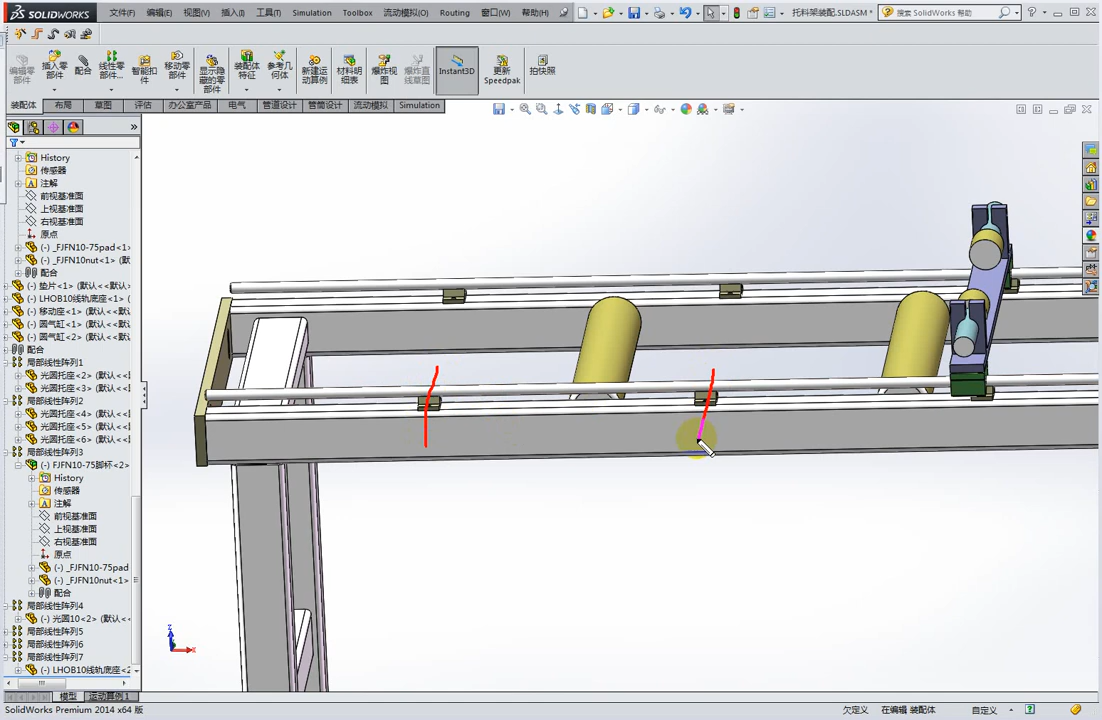 SOLIDWORKS 文件(F) 编辑(E) 视图(V) 插入(I) 工具(T) Simulation Toolbox 流动模拟(O) Routing 窗口(W) 帮助(H) 托料架装配.SLDASM * 搜索 SolidWorks 帮助
编辑零部件 插入零部件 配合 线性零部件... 智能扣件 移动零部件 显示隐藏的零部件 装配体特征 参考几何体 新建运动算例 材料明细表 爆炸视图 爆炸直线草图 Instant3D 更新 Speedpak 拍快照
装配体 布局 草图 评估 办公室产品 电气 管道设计 管筒设计 流动模拟 Simulation
History
传感器
注解
前视基准面
上视基准面
右视基准面
原点
(-) _FJFN10-75pad<1>
(-) _FJFN10nut<1> (默
配合
(-) 垫片<1> (默认<<默
(-) LHOB10线轨底座<1> (
(-) 移动座<1> (默认<<默
(-) 圆气缸<1> (默认<<默
(-) 圆气缸<2> (默认<<默
配合
局部线性阵列1
(-) 光圆托座<2> (默认<
(-) 光圆托座<3> (默认<
局部线性阵列2
(-) 光圆托座<4> (默认<
(-) 光圆托座<5> (默认<
(-) 光圆托座<6> (默认<
局部线性阵列3
(-) FJFN10-75脚杯<2>
History
传感器
注解
前视基准面
上视基准面
右视基准面
原点
(-) _FJFN10-75pad
(-) _FJFN10nut<1>
配合
局部线性阵列4
(-) 光圆10<2> (默认<
局部线性阵列5
局部线性阵列6
局部线性阵列7
(-) LHOB10线轨底座<2
Z
X
模型 运动算例1
SolidWorks Premium 2014 x64 版 欠定义 在编辑 装配体 自定义